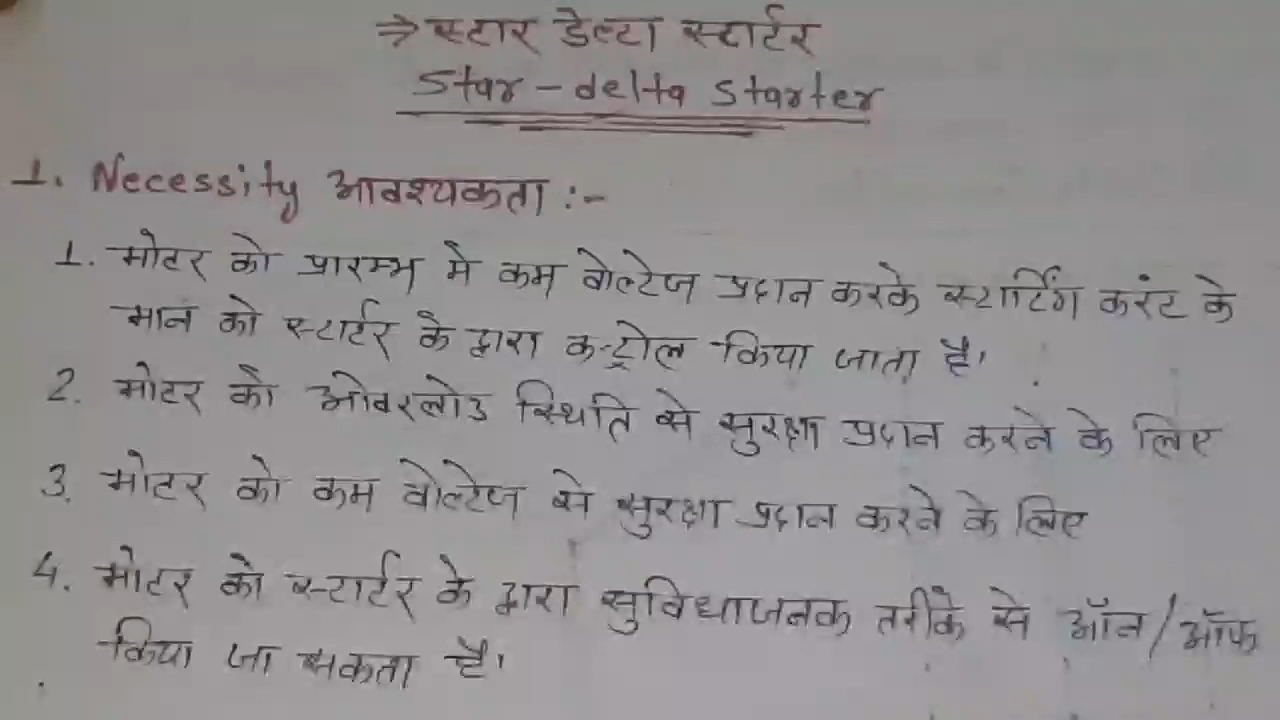 → स्टार डेल्टा स्टार्टर
Star - delta starter
1. Necessity आवश्यकता :-
1. मोटर को प्रारम्भ मे कम वोल्टेज प्रदान करके स्टार्टिंग करंट के
मान को स्टार्टर के द्वारा कन्ट्रोल किया जाता है।
2. मोटर को ओवरलोड स्थिति से सुरक्षा प्रदान करने के लिए
3. मोटर को कम वोल्टेज से सुरक्षा प्रदान करने के लिए
4. मोटर को स्टार्टर के द्वारा सुविधाजनक तरीके से ऑन/ऑफ
किया जा सकता है।